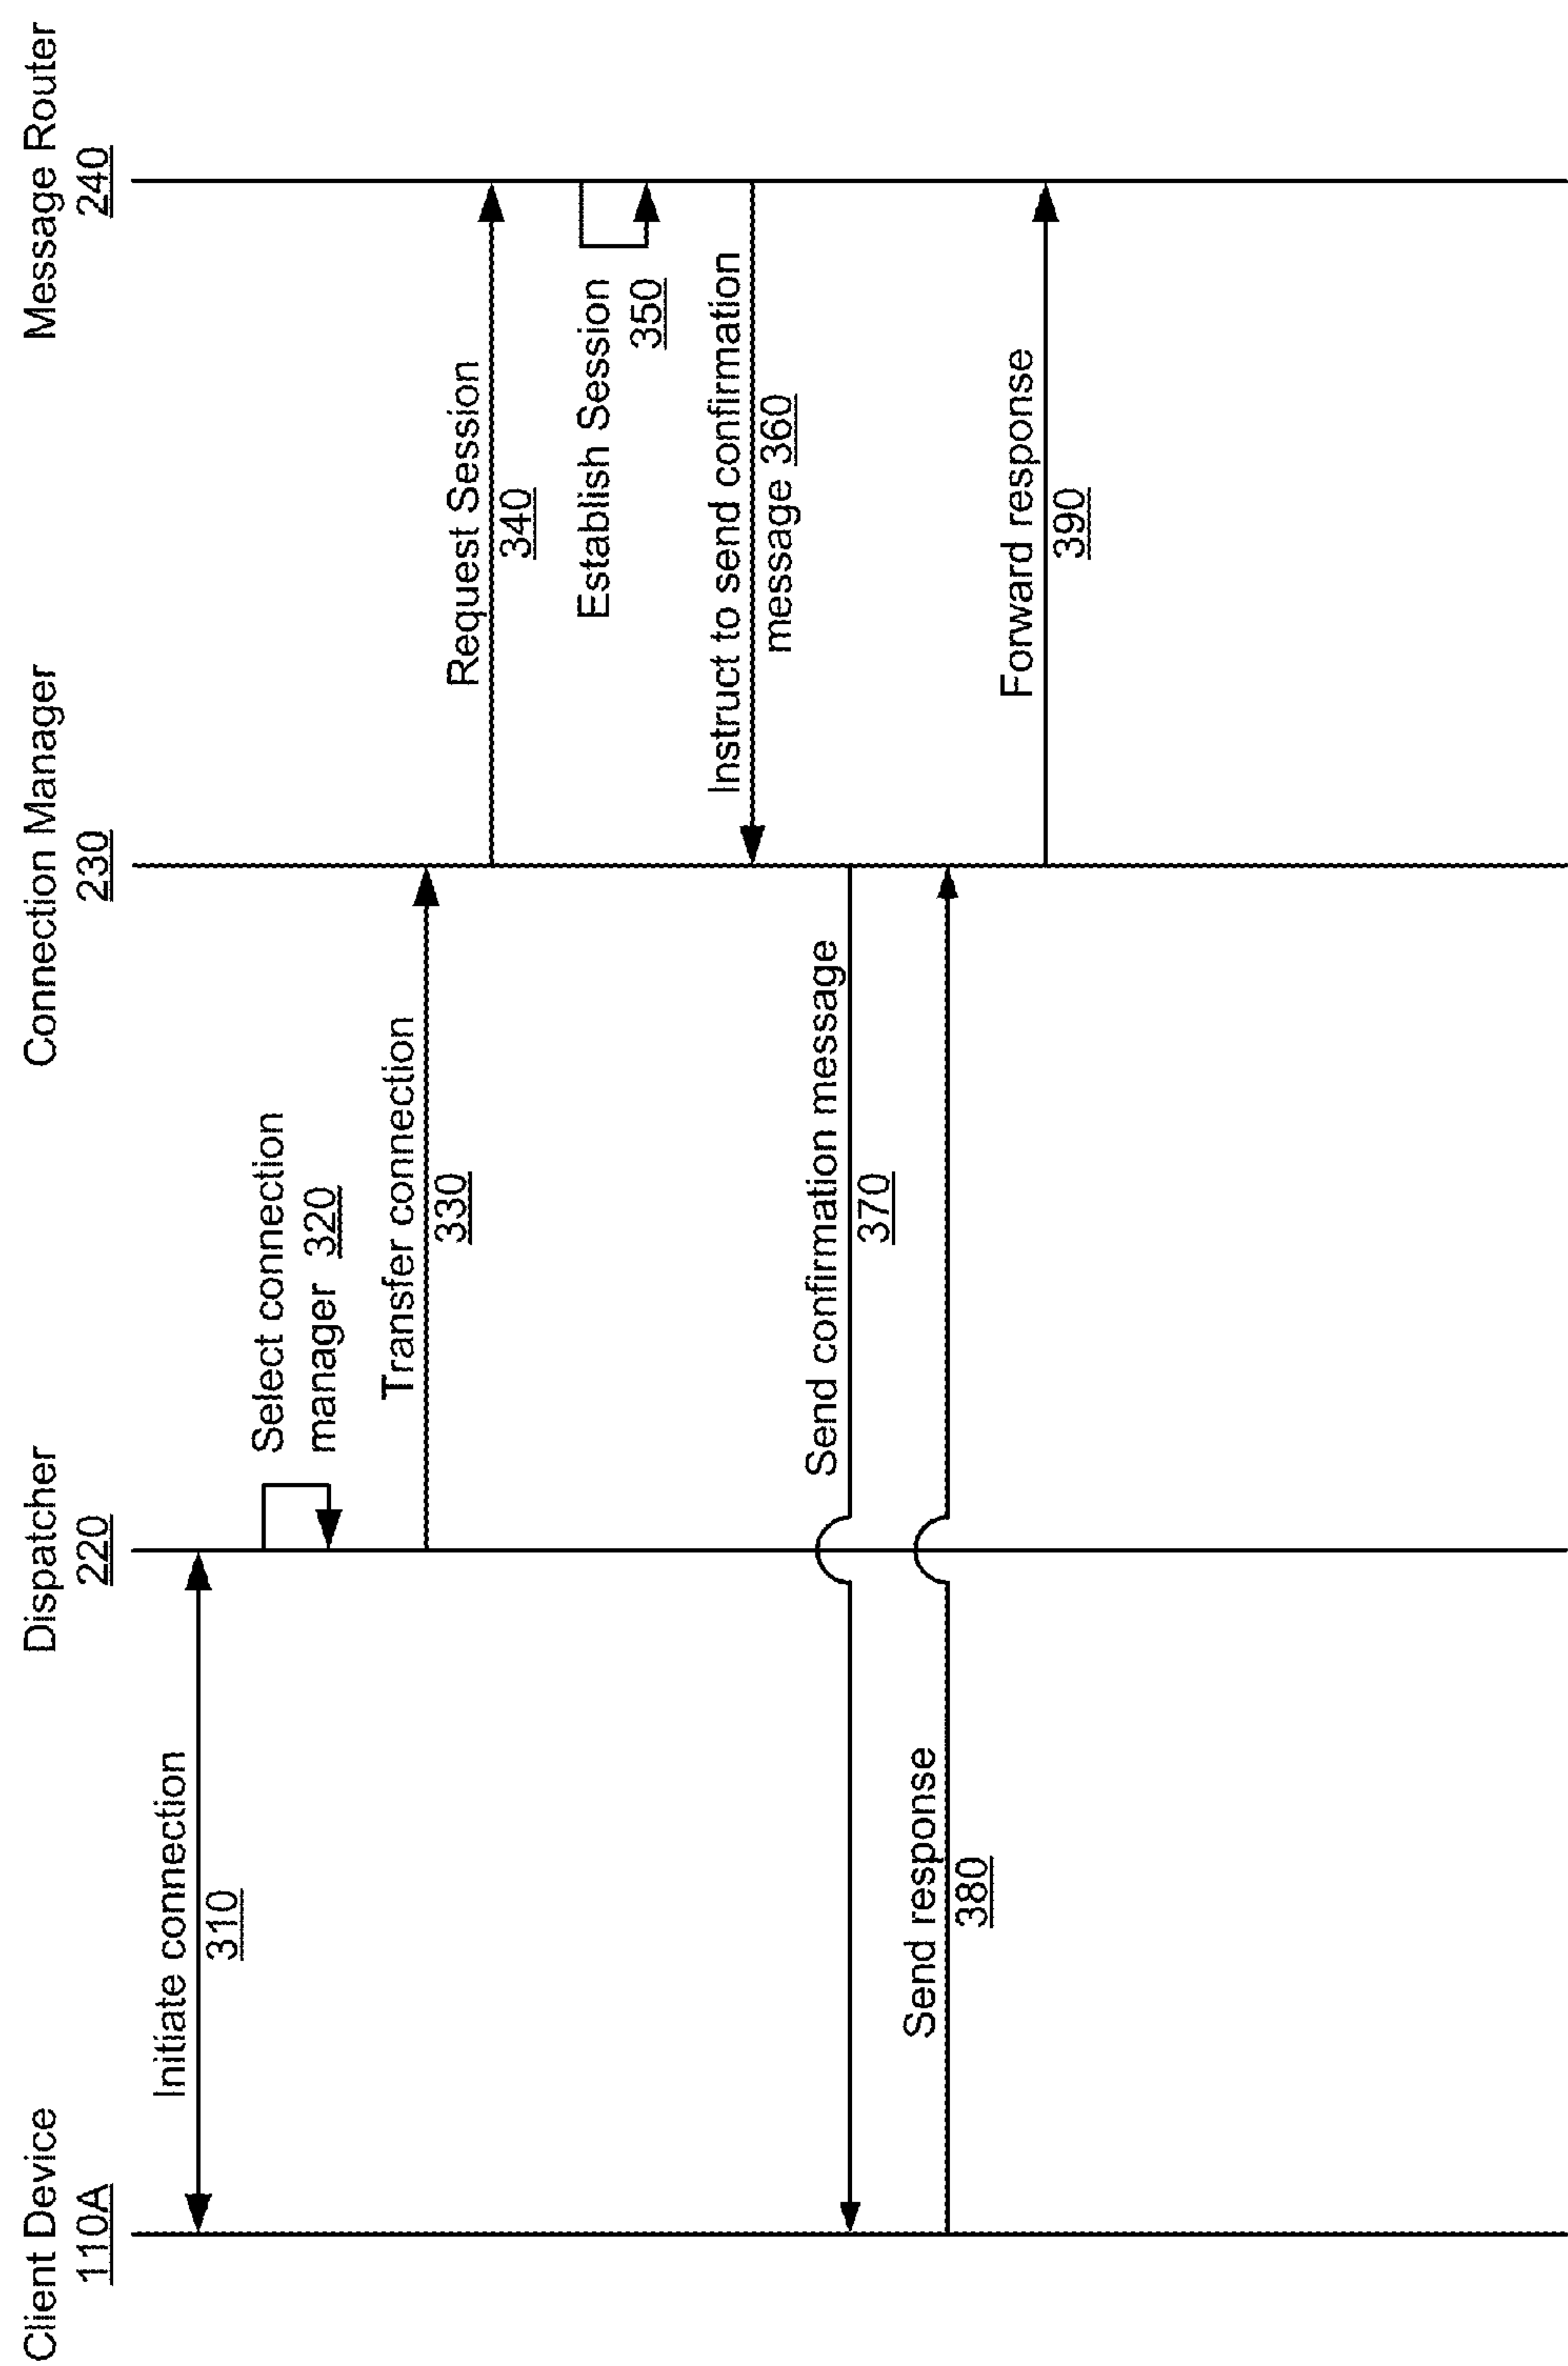 Client Device
110A
Dispatcher
220
Connection Manager
230
Message Router
240
Initiate connection
310
Select connection
manager 320
Transfer connection
330
Request Session
340
Establish Session
350
Instruct to send confirmation
message 360
Send confirmation message
370
Send response
380
Forward response
390